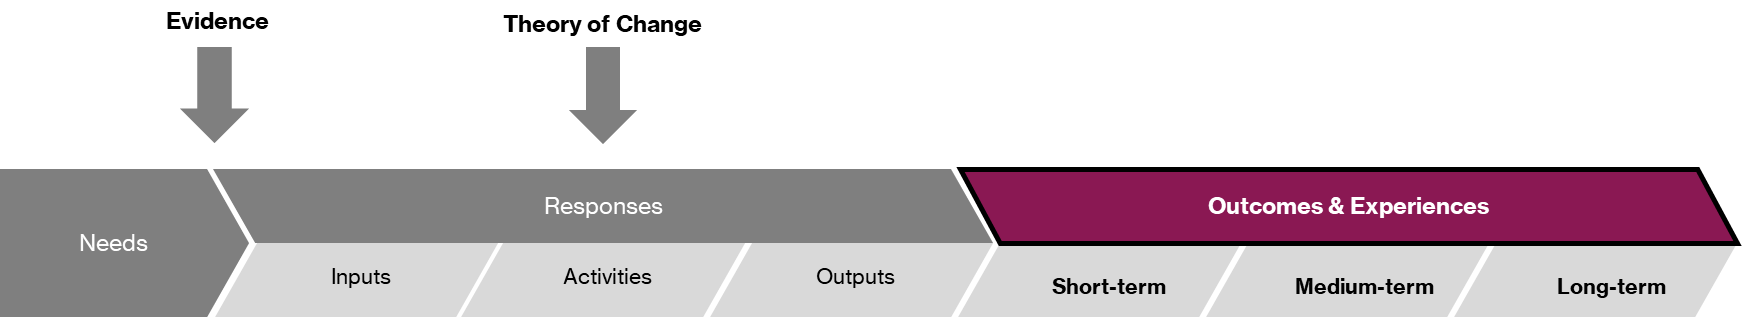 Evidence
Theory of Change
Needs
Responses
Outcomes & Experiences
Inputs
Activities
Outputs
Short-term
Medium-term
Long-term